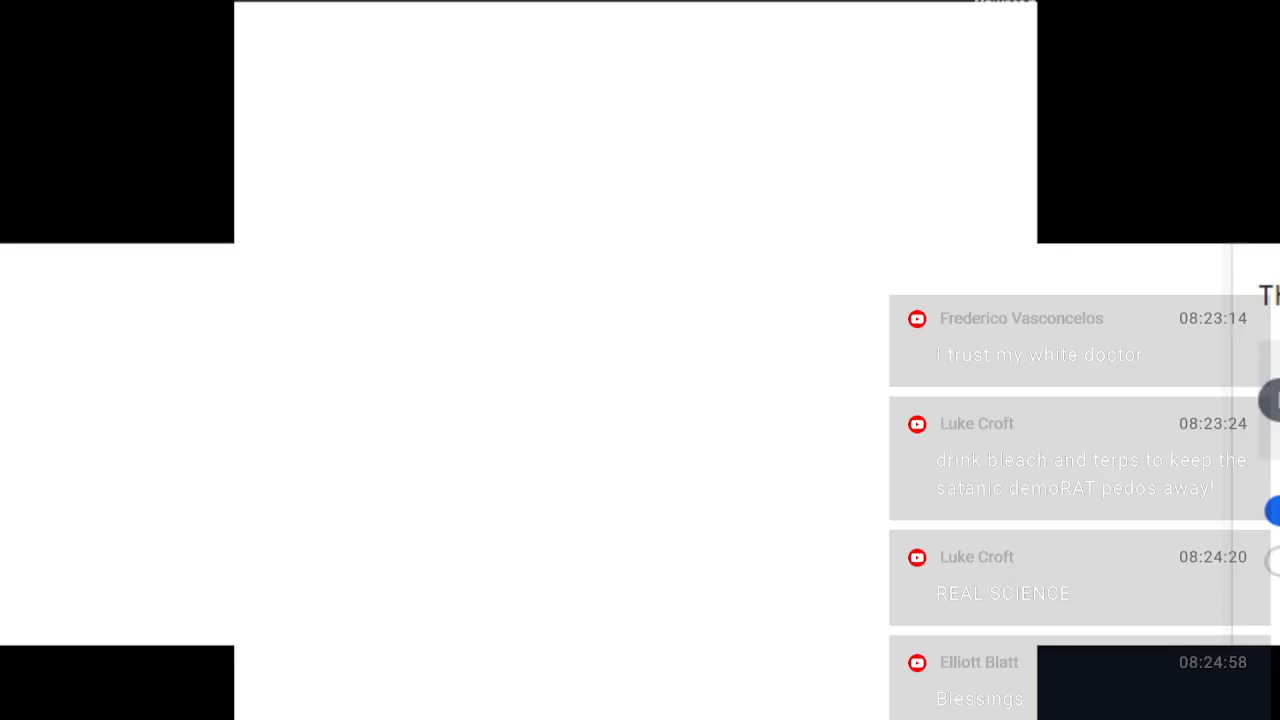 Th
Frederico Vasconcelos 08:23:14
I trust my white doctor
Luke Croft 08:23:24
drink bleach and terps to keep the
satanic demoRAT pedos away!
Luke Croft 08:24:20
REAL SCIENCE
Elliott Blatt 08:24:58
Blessings